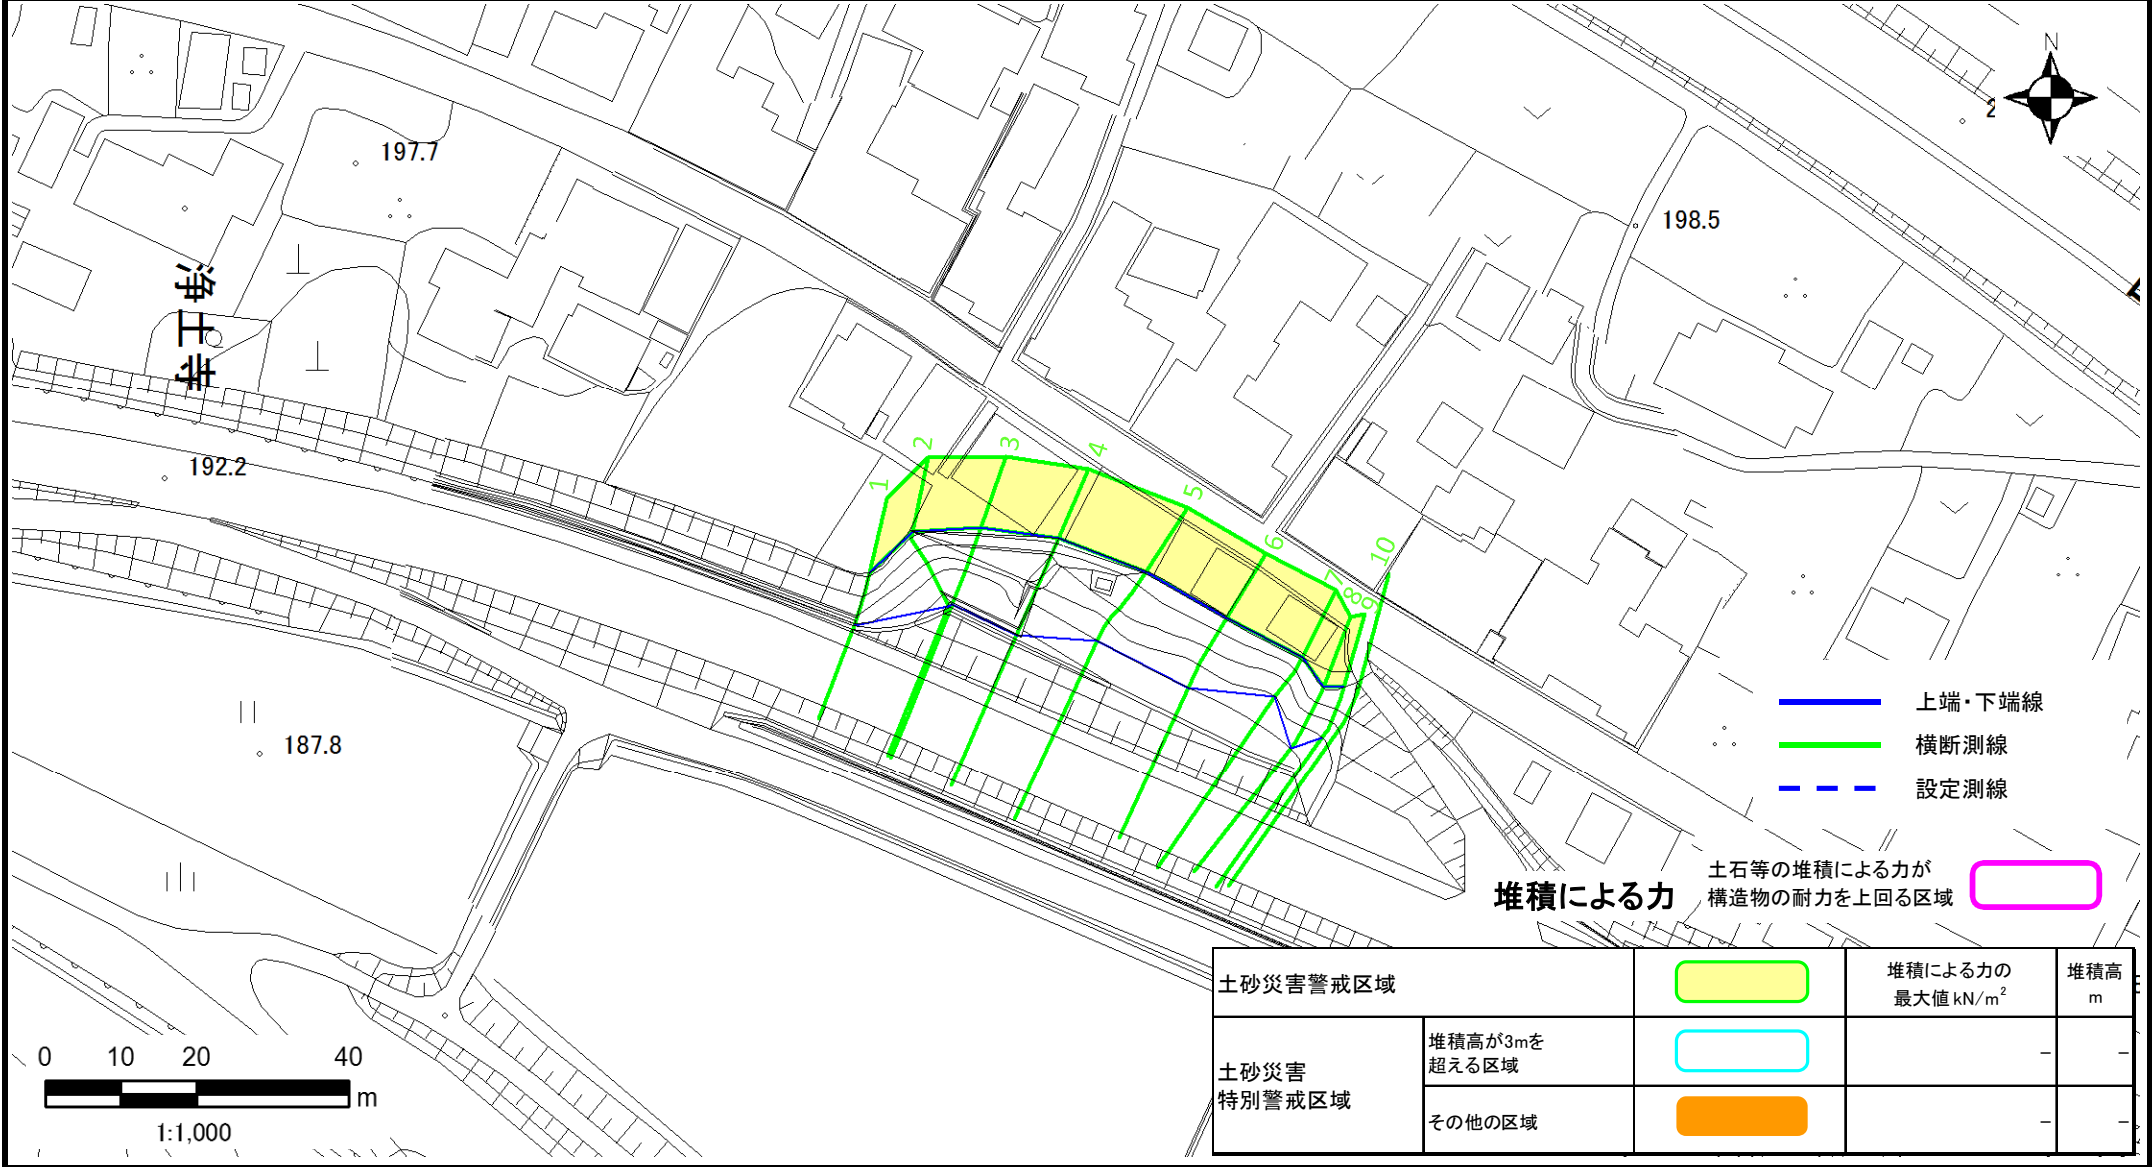 N
2
197.7
198.5
浄土寺
192.2
187.8
1
2
3
4
5
6
7
8
9
10
上端・下端線
横断測線
設定測線
堆積による力
土石等の堆積による力が
構造物の耐力を上回る区域
土砂災害警戒区域
堆積による力の
最大値 kN/m²
堆積高
m
土砂災害
特別警戒区域
堆積高が3mを
超える区域
－
－
その他の区域
－
－
0 10 20 40
m
1:1,000